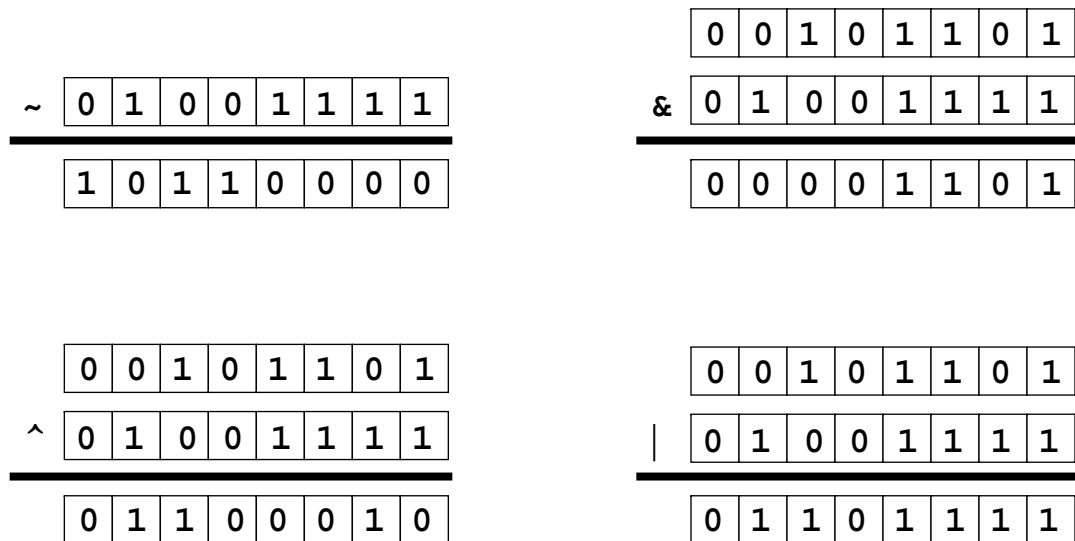 ~ 0 1 0 0 1 1 1 1
1 0 1 1 0 0 0 0
0 0 1 0 1 1 0 1
& 0 1 0 0 1 1 1 1
0 0 0 0 1 1 0 1
0 0 1 0 1 1 0 1
^ 0 1 0 0 1 1 1 1
0 1 1 0 0 0 1 0
0 0 1 0 1 1 0 1
| 0 1 0 0 1 1 1 1
0 1 1 0 1 1 1 1